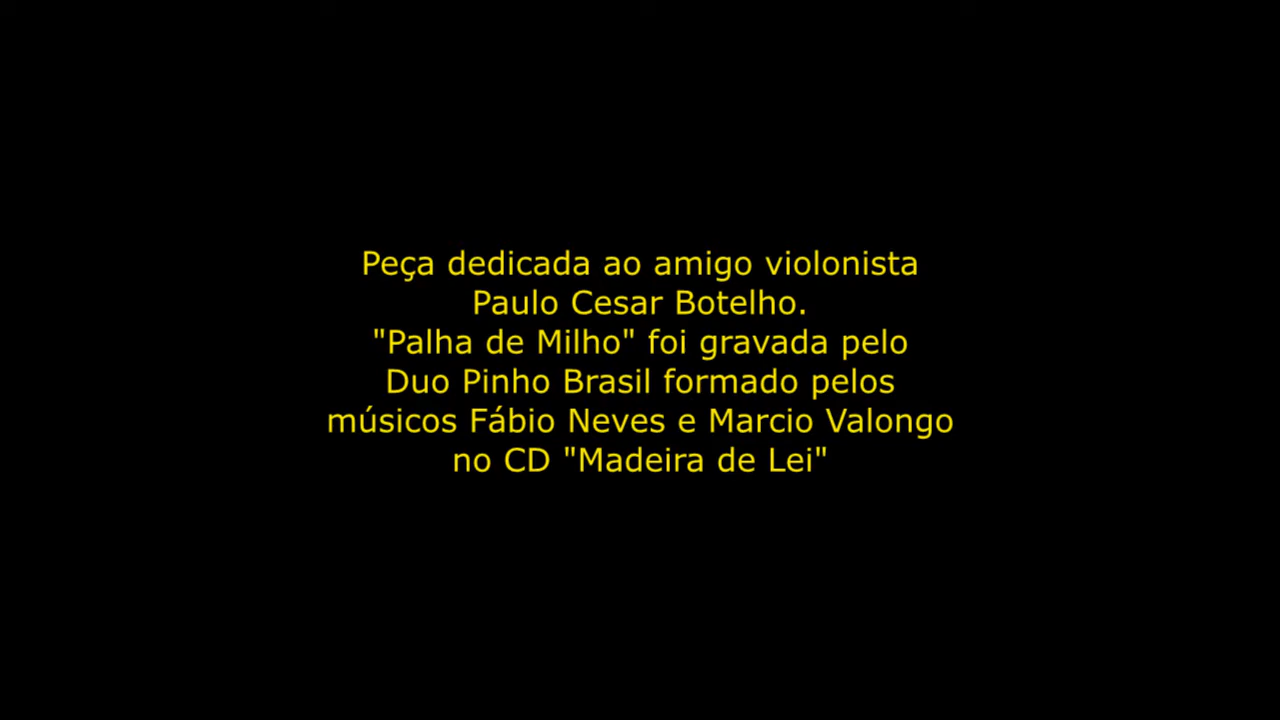 Peça dedicada ao amigo violonista
Paulo Cesar Botelho.
"Palha de Milho" foi gravada pelo
Duo Pinho Brasil formado pelos
músicos Fábio Neves e Marcio Valongo
no CD "Madeira de Lei"